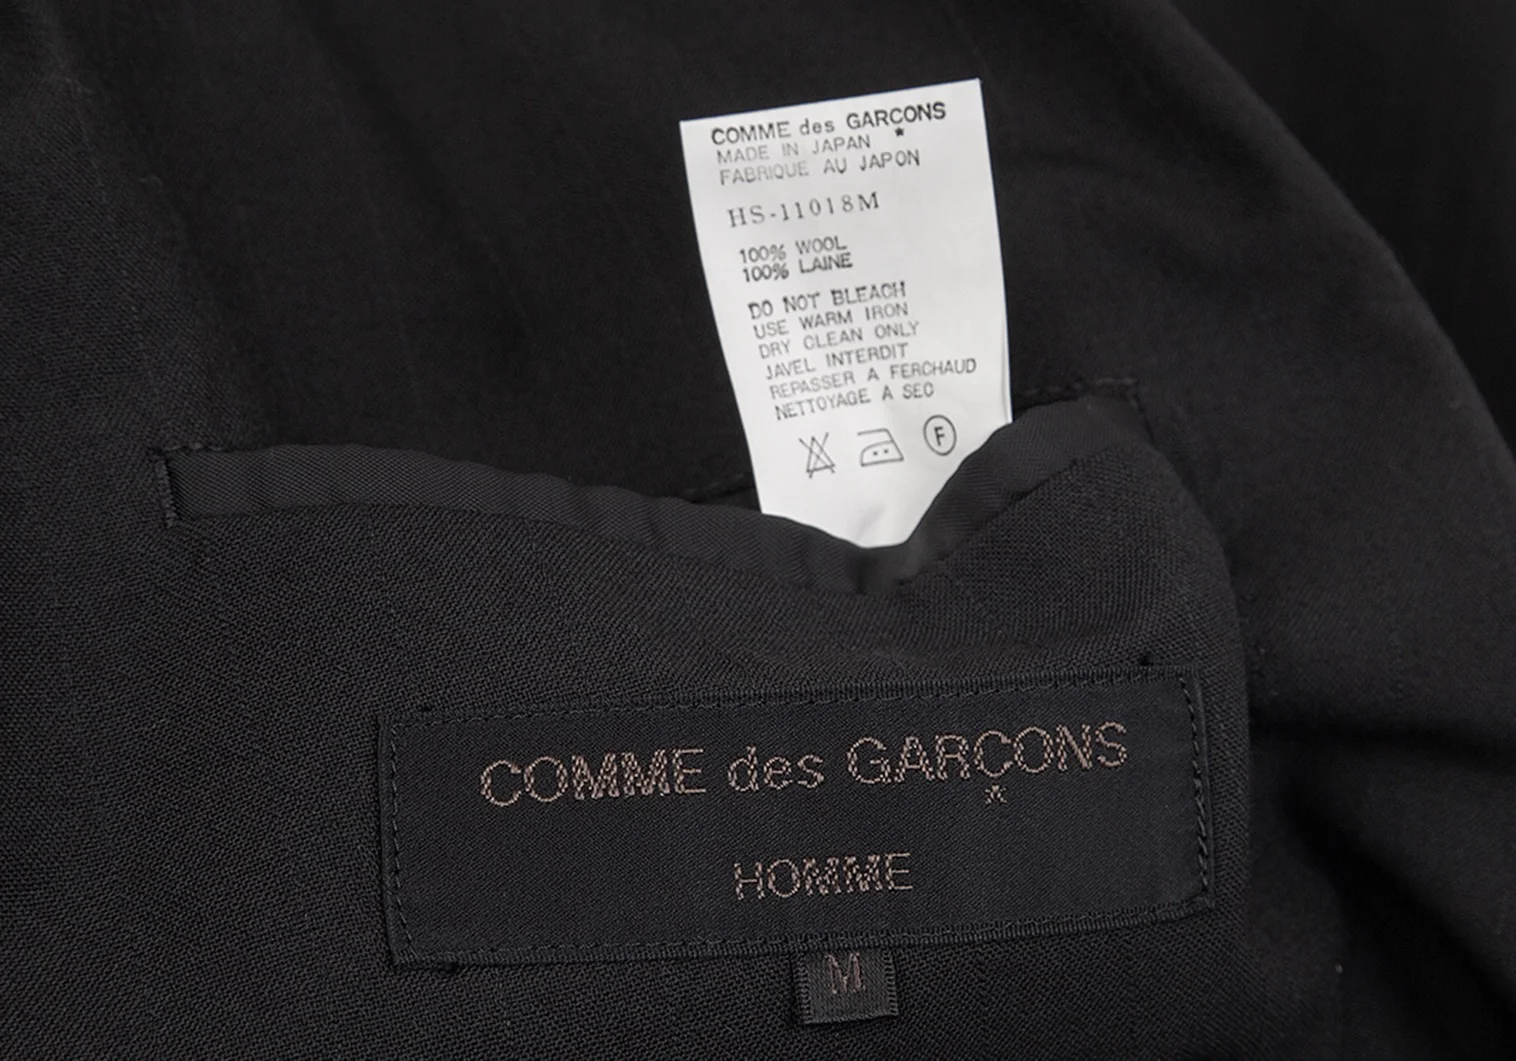 COMME des GARÇONS
MADE IN JAPAN
FABRIQUE AU JAPON
HS-11018M
100% WOOL
100% LAINE
DO NOT BLEACH
USE WARM IRON
DRY CLEAN ONLY
JAVEL INTERDIT
REPASSER A FERCHAUD
NETTOYAGE A SEC
F
COMME des GARÇONS
HOMME
M